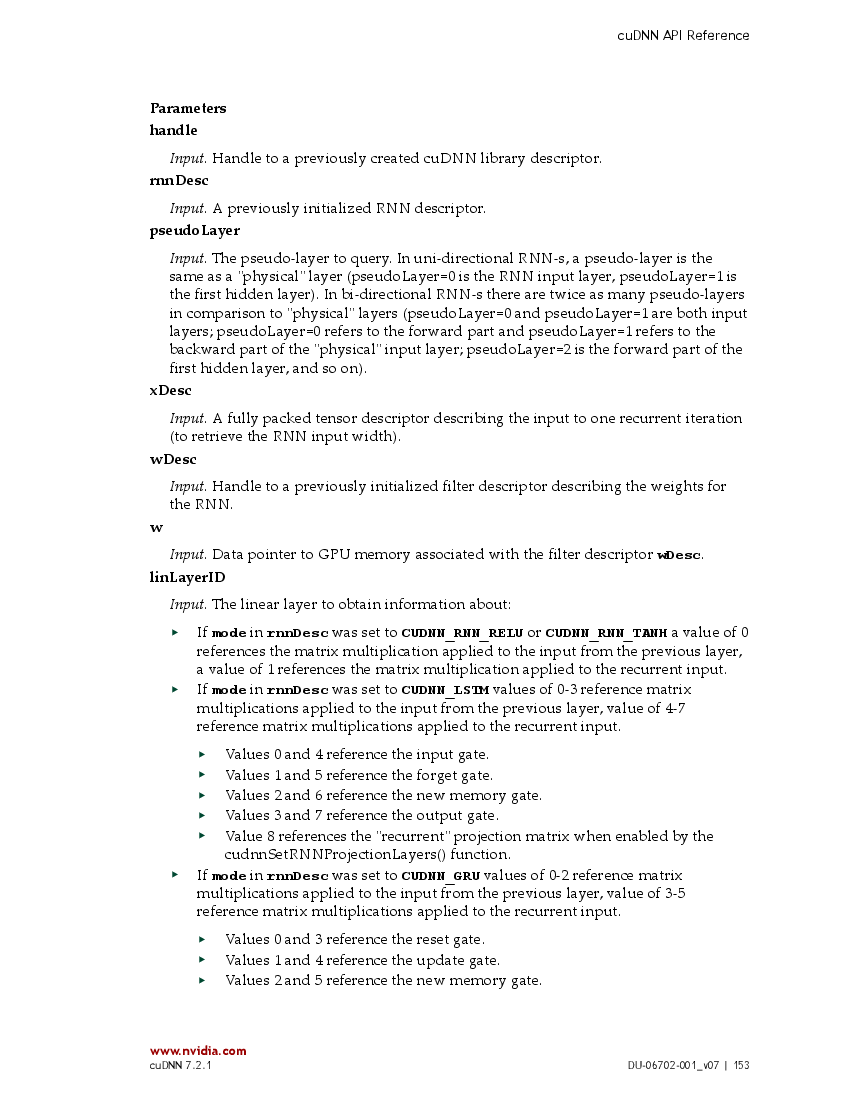 cuDNN API Reference
Parameters
handle
Input. Handle to a previously created cuDNN library descriptor.
rnnDesc
Input. A previously initialized RNN descriptor.
pseudoLayer
Input. The pseudo-layer to query. In uni-directional RNN-s, a pseudo-layer is the
same as a "physical" layer (pseudoLayer=0 is the RNN input layer, pseudoLayer=1 is
the first hidden layer). In bi-directional RNN-s there are twice as many pseudo-layers
in comparison to "physical" layers (pseudoLayer=0 and pseudoLayer=1 are both input
layers; pseudoLayer=0 refers to the forward part and pseudoLayer=1 refers to the
backward part of the "physical" input layer; pseudoLayer=2 is the forward part of the
first hidden layer, and so on).
xDesc
Input. A fully packed tensor descriptor describing the input to one recurrent iteration
(to retrieve the RNN input width).
wDesc
Input. Handle to a previously initialized filter descriptor describing the weights for
the RNN.
w
Input. Data pointer to GPU memory associated with the filter descriptor wDesc.
linLayerID
Input. The linear layer to obtain information about:
▸ If mode in rnnDesc was set to CUDNN_RNN_RELU or CUDNN_RNN_TANH a value of 0
references the matrix multiplication applied to the input from the previous layer,
a value of 1 references the matrix multiplication applied to the recurrent input.
▸ If mode in rnnDesc was set to CUDNN_LSTM values of 0-3 reference matrix
multiplications applied to the input from the previous layer, value of 4-7
reference matrix multiplications applied to the recurrent input.
▸ Values 0 and 4 reference the input gate.
▸ Values 1 and 5 reference the forget gate.
▸ Values 2 and 6 reference the new memory gate.
▸ Values 3 and 7 reference the output gate.
▸ Value 8 references the "recurrent" projection matrix when enabled by the
cudnnSetRNNProjectionLayers() function.
▸ If mode in rnnDesc was set to CUDNN_GRU values of 0-2 reference matrix
multiplications applied to the input from the previous layer, value of 3-5
reference matrix multiplications applied to the recurrent input.
▸ Values 0 and 3 reference the reset gate.
▸ Values 1 and 4 reference the update gate.
▸ Values 2 and 5 reference the new memory gate.
www.nvidia.com
cuDNN 7.2.1 DU-06702-001_v07 | 153